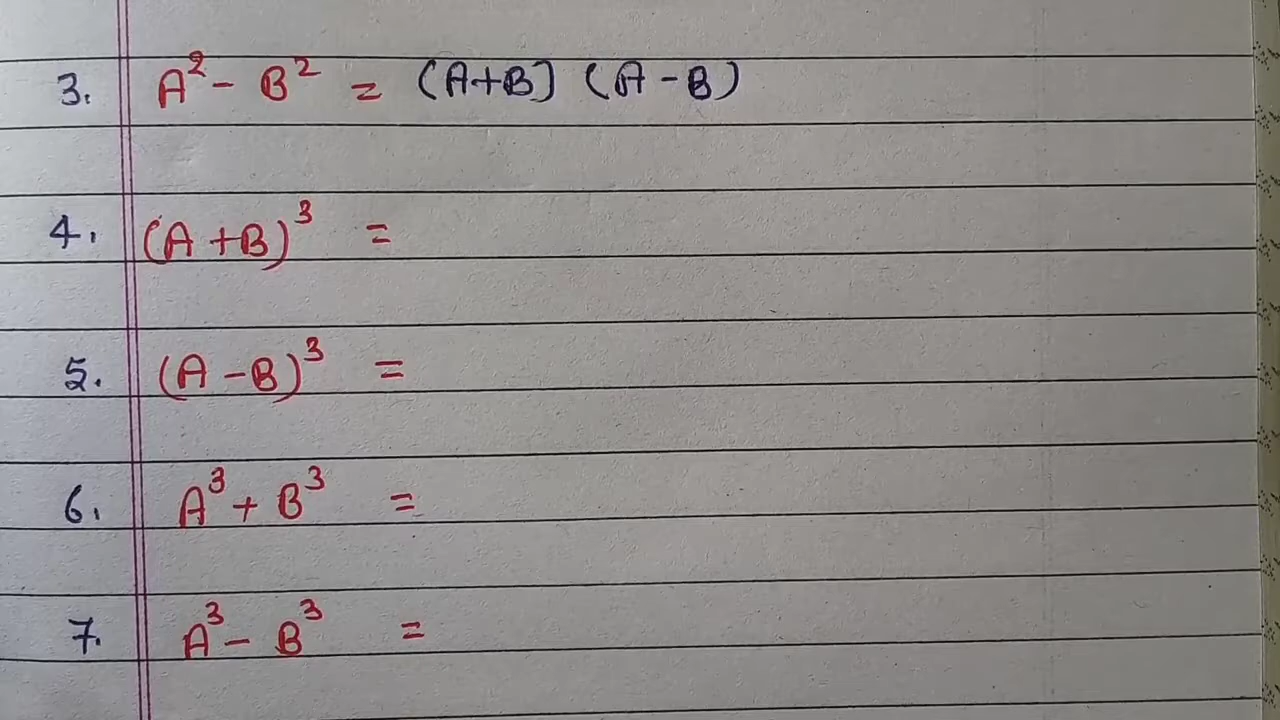 3. A² - B² = (A+B] (A-B)
4. (A+B)³ =
5. (A-B)³ =
6. A³ + B³ =
7. A³ - B³ =